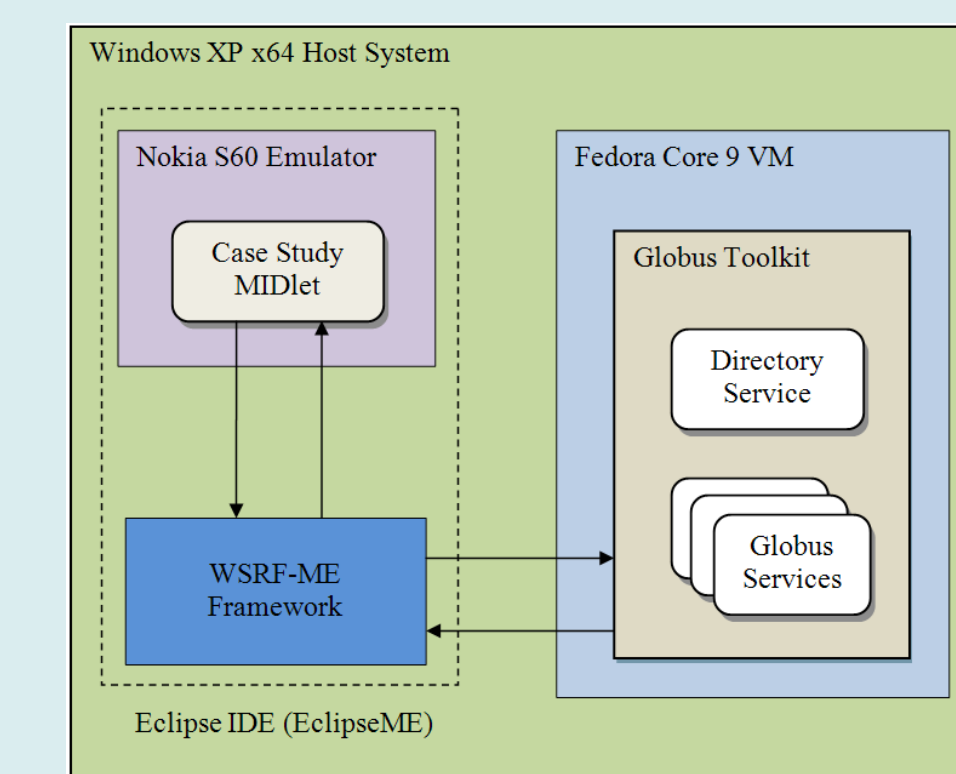 Windows XP x64 Host System
Nokia S60 Emulator
Case Study
MIDlet
WSRF-ME
Framework
Eclipse IDE (EclipseME)
Fedora Core 9 VM
Globus Toolkit
Directory
Service
Globus
Services